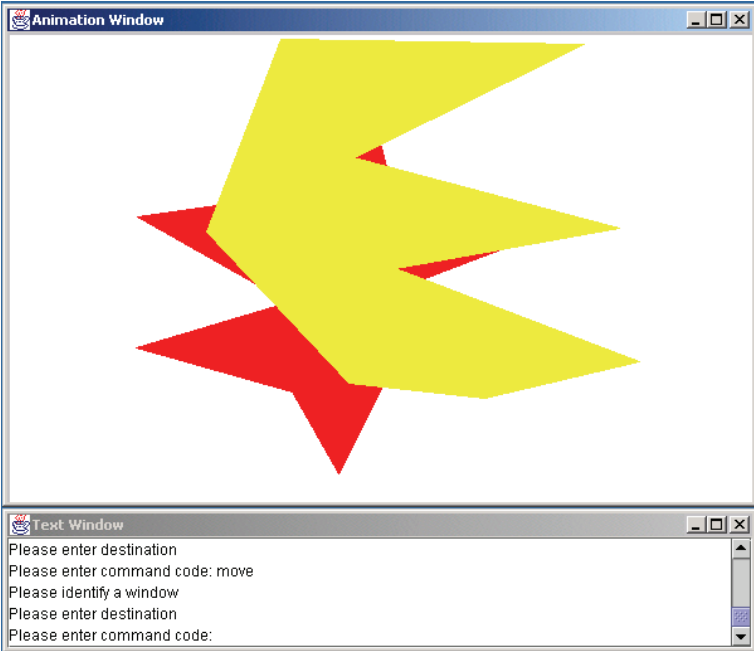 Animation Window
Text Window
Please enter destination
Please enter command code: move
Please identify a window
Please enter destination
Please enter command code: